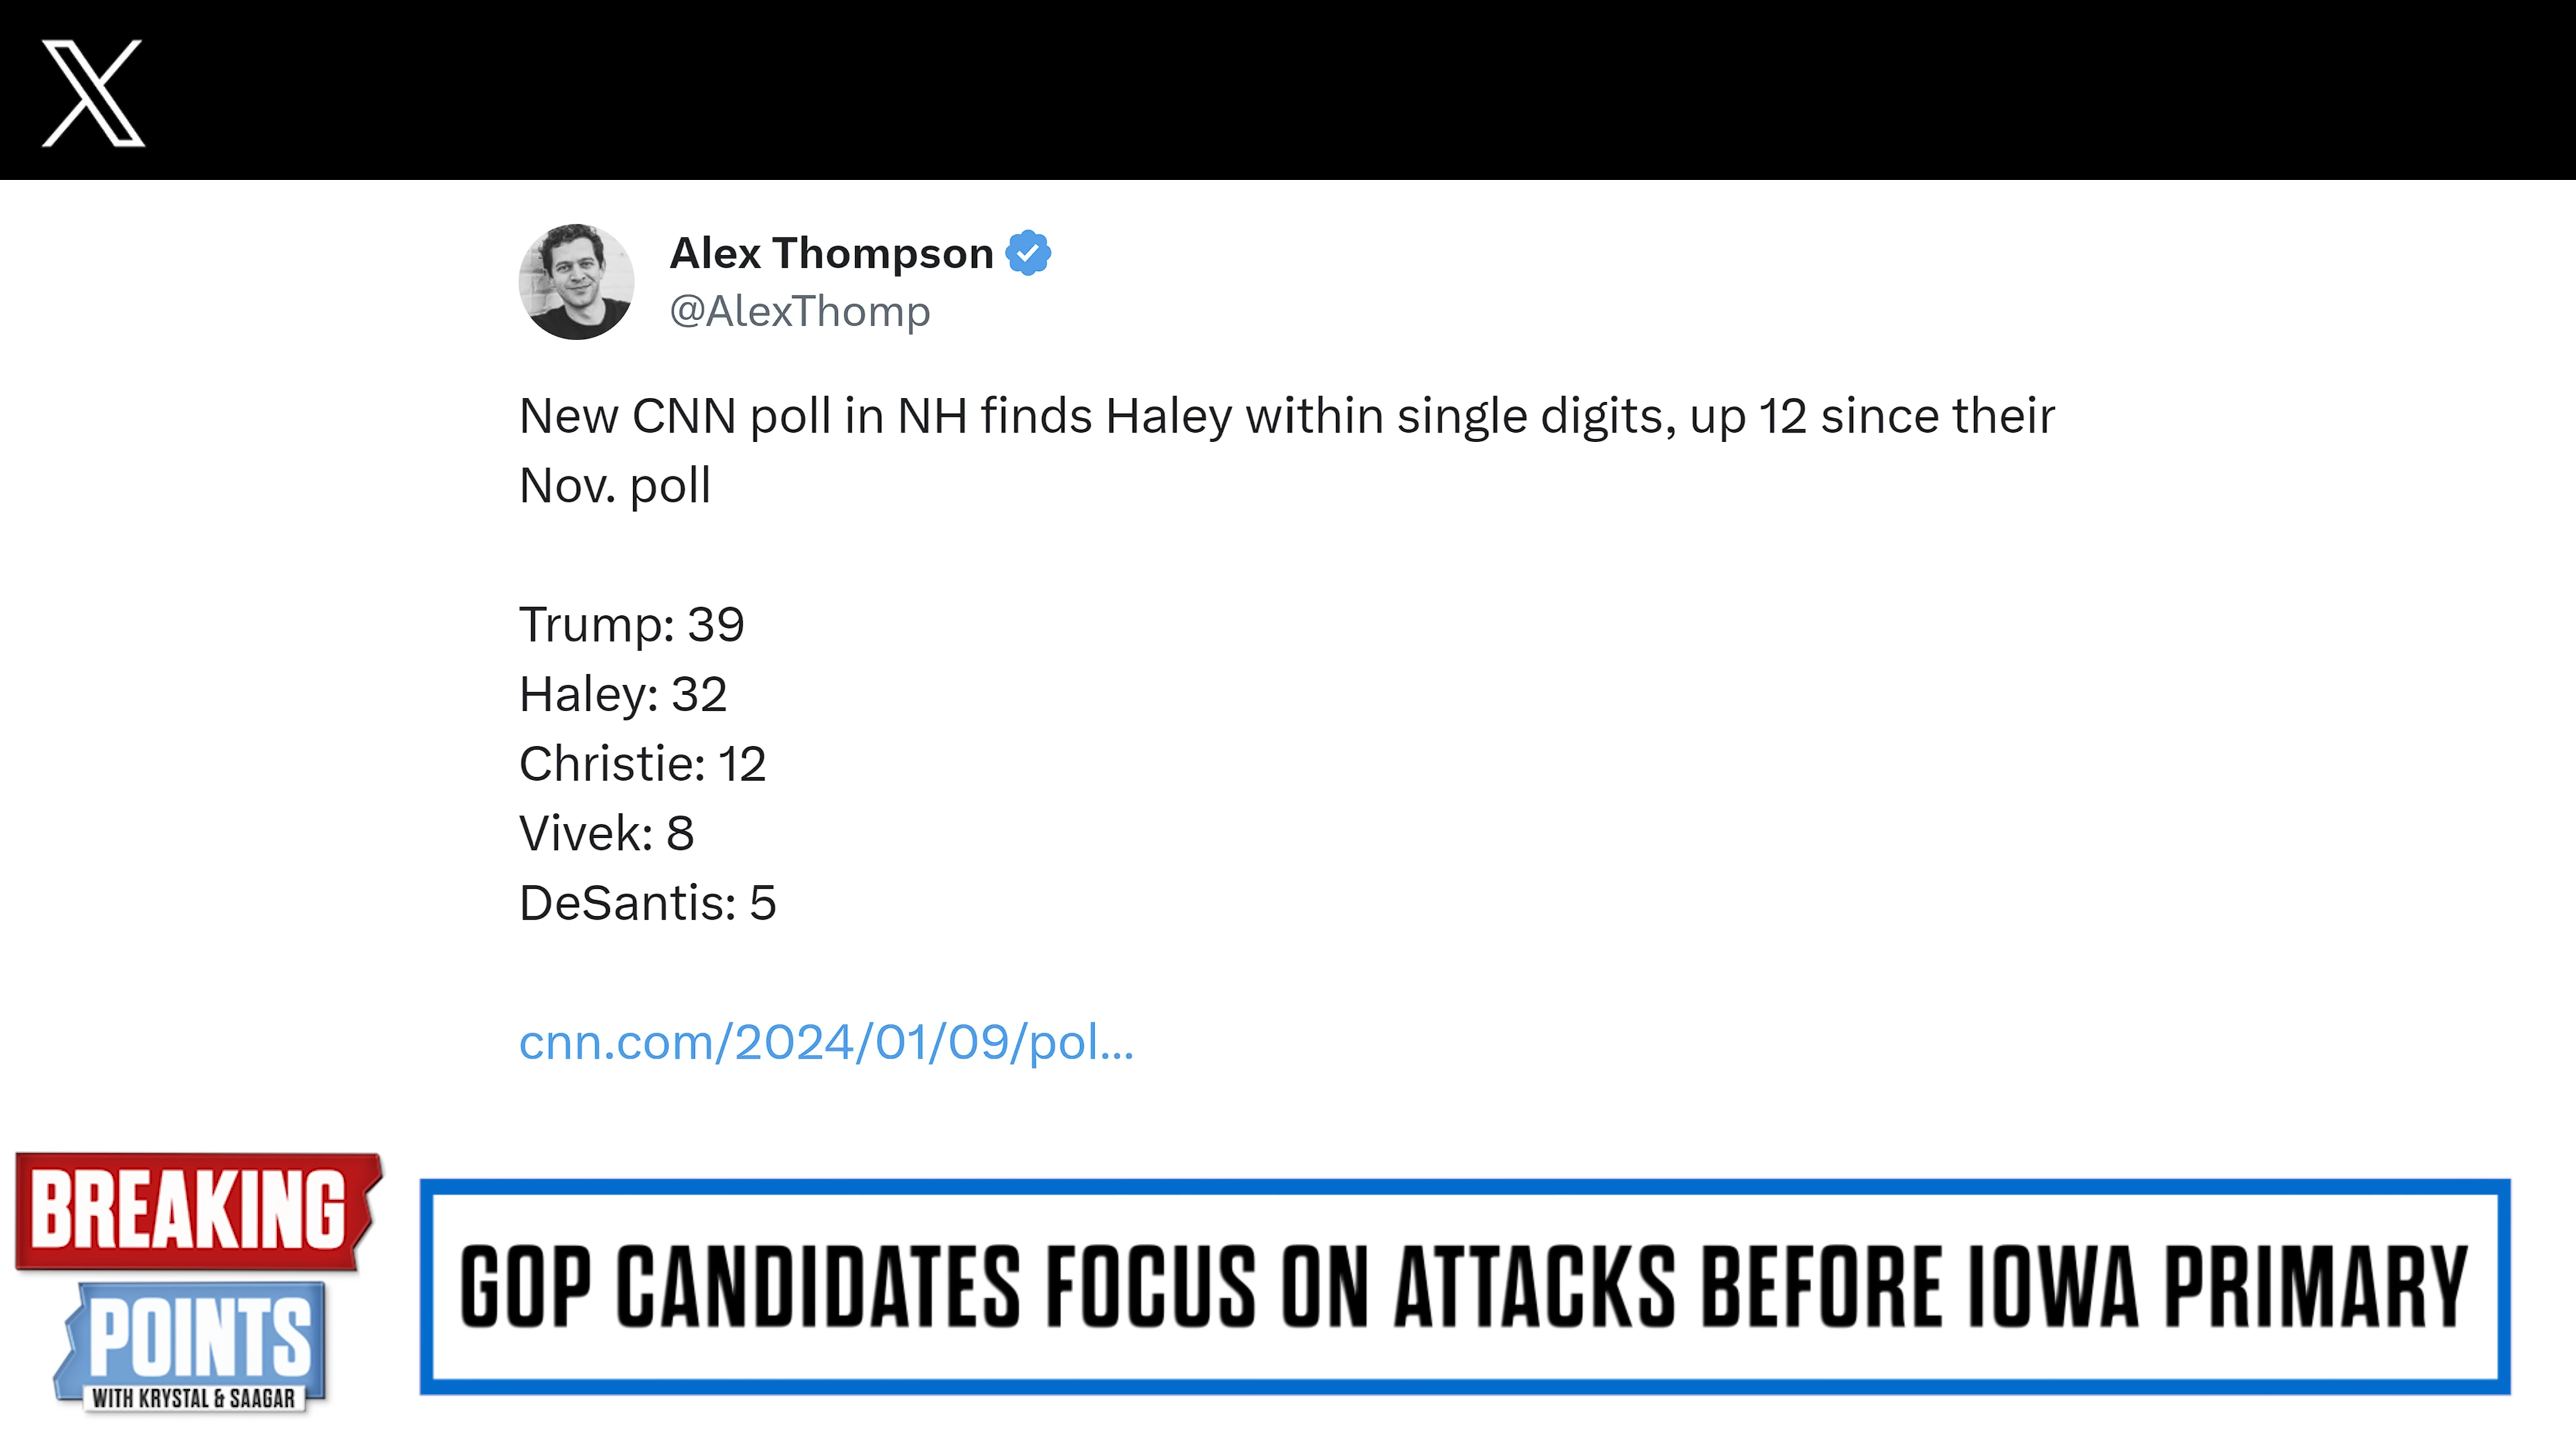 Alex Thompson
@AlexThomp
New CNN poll in NH finds Haley within single digits, up 12 since their
Nov. poll
Trump: 39
Haley: 32
Christie: 12
Vivek: 8
DeSantis: 5
cnn.com/2024/01/09/pol...
BREAKING
POINTS
WITH KRYSTAL & SAAGAR
GOP CANDIDATES FOCUS ON ATTACKS BEFORE IOWA PRIMARY